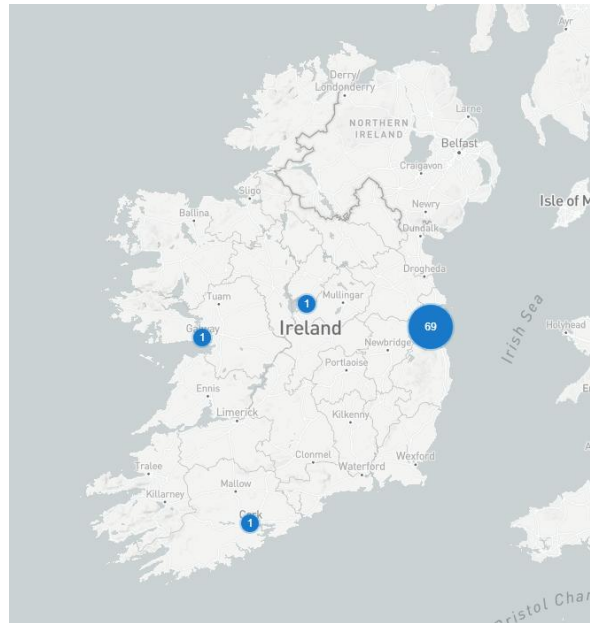 Ayr
Derry/
Londonderry
Larne
NORTHERN
IRELAND
Belfast
Craigavon
Sligo
Newry
Isle of M
Ballina
Dundalk
Drogheda
Tuam
1
Mullingar
Ireland
69
Irish Sea
Holyhead
Galway
1
Newbridge
Portlaoise
Ennis
Limerick
Kilkenny
Clonmel
Wexford
Waterford
Tralee
Killarney
Mallow
Cork
1
Bristol Chan